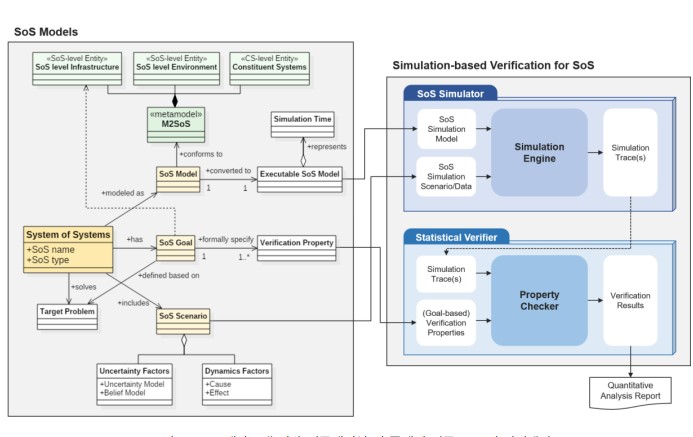 SoS Models
«SoS-level Entity»
SoS level Infrastructure
«SoS-level Entity»
SoS level Environment
«CS-level Entity»
Constituent Systems
«metamodel»
M2SoS
Simulation Time
+conforms to
+represents
SoS Model
+converted to
1
1
Executable SoS Model
+modeled as
System of Systems
+SoS name
+SoS type
+has
SoS Goal
+formally specify
1
1..*
Verification Property
+defined based on
+solves
+includes
Target Problem
SoS Scenario
Uncertainty Factors
+Uncertainty Model
+Belief Model
Dynamics Factors
+Cause
+Effect
Simulation-based Verification for SoS
SoS Simulator
SoS
Simulation
Model
SoS
Simulation
Scenario/Data
Simulation
Engine
Simulation
Trace(s)
Statistical Verifier
Simulation
Trace(s)
(Goal-based)
Verification
Properties
Property
Checker
Verification
Results
Quantitative
Analysis Report